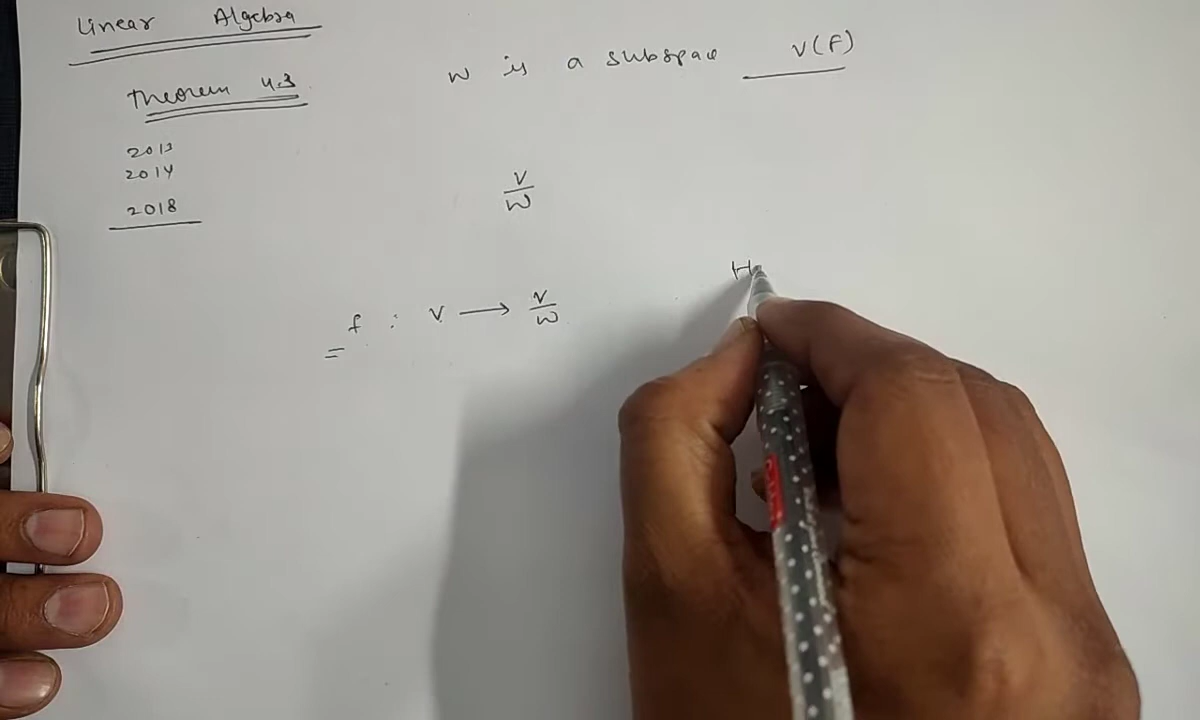 Linear Algebra
Theorem 4.3
W is a subspace V(F)
2013
2014
2018
V
W
f : V → V/W
=
H